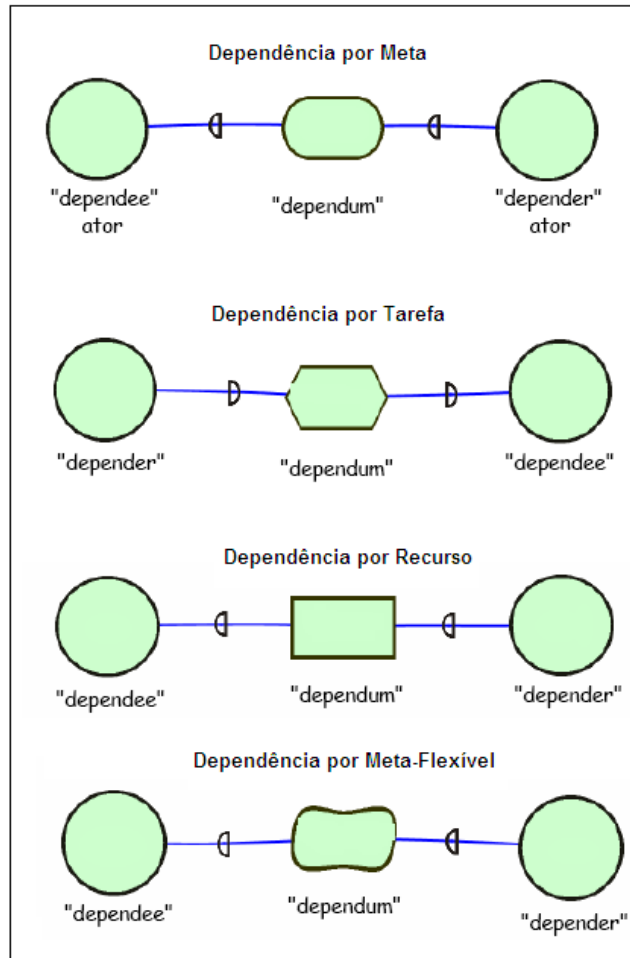 Dependência por Meta
"dependee"
ator
"dependum"
"depender"
ator
Dependência por Tarefa
"depender"
"dependum"
"dependee"
Dependência por Recurso
"dependee"
"dependum"
"depender"
Dependência por Meta-Flexível
"dependee"
"dependum"
"depender"